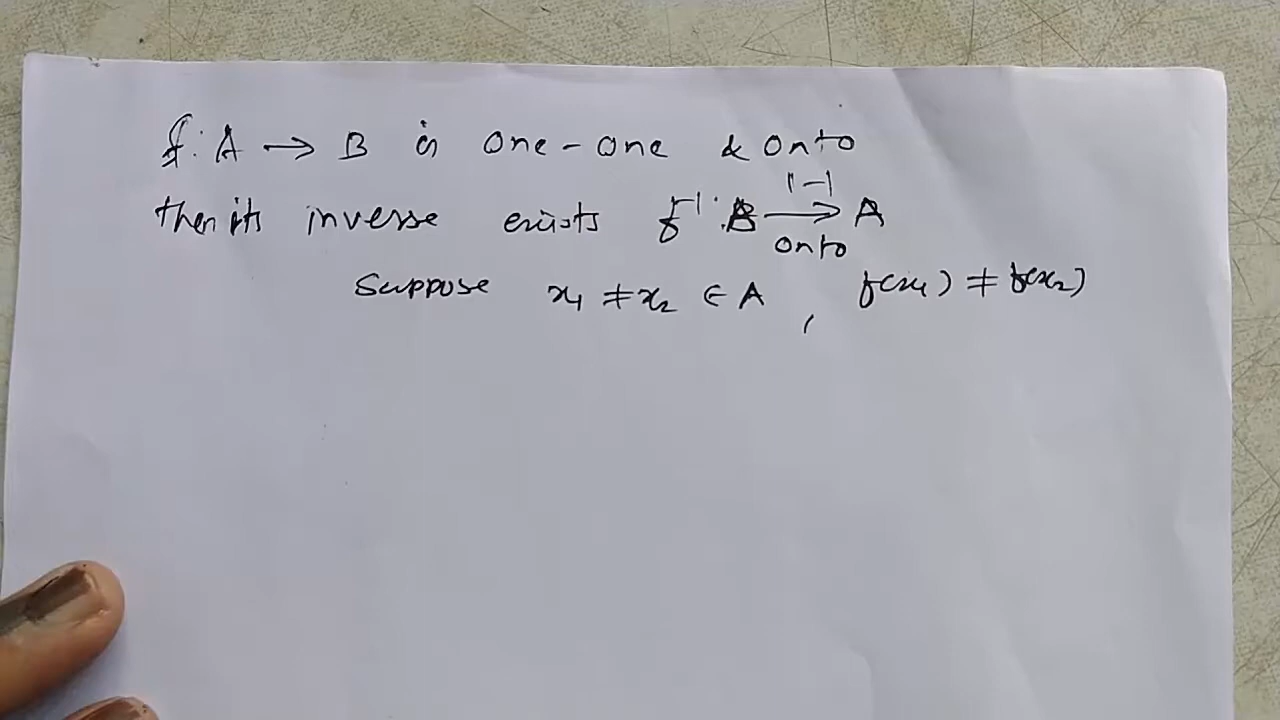 f: A → B is one-one & onto
then its inverse exists f⁻¹: B → A
1-1
onto
Suppose x₁ ≠ x₂ ∈ A , f(x₁) ≠ f(x₂)